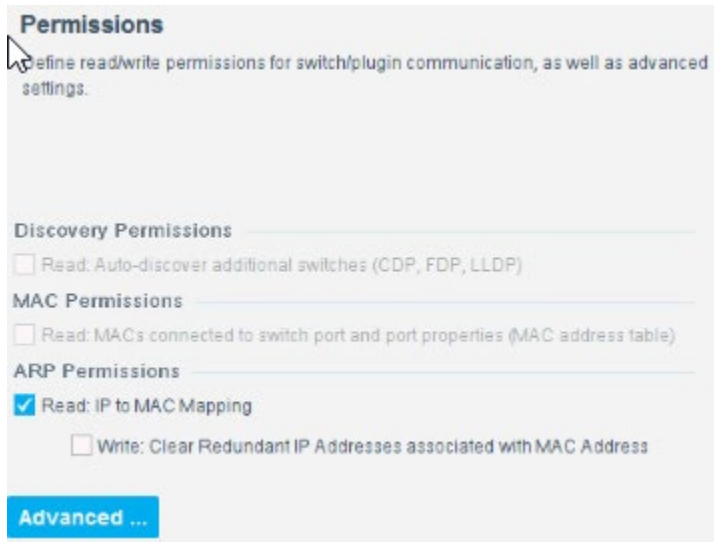 Permissions
Define read/write permissions for switch/plugin communication, as well as advanced
settings.
Discovery Permissions
Read: Auto-discover additional switches (CDP, FDP, LLDP)
MAC Permissions
Read: MACs connected to switch port and port properties (MAC address table)
ARP Permissions
Read: IP to MAC Mapping
Write: Clear Redundant IP Addresses associated with MAC Address
Advanced ...